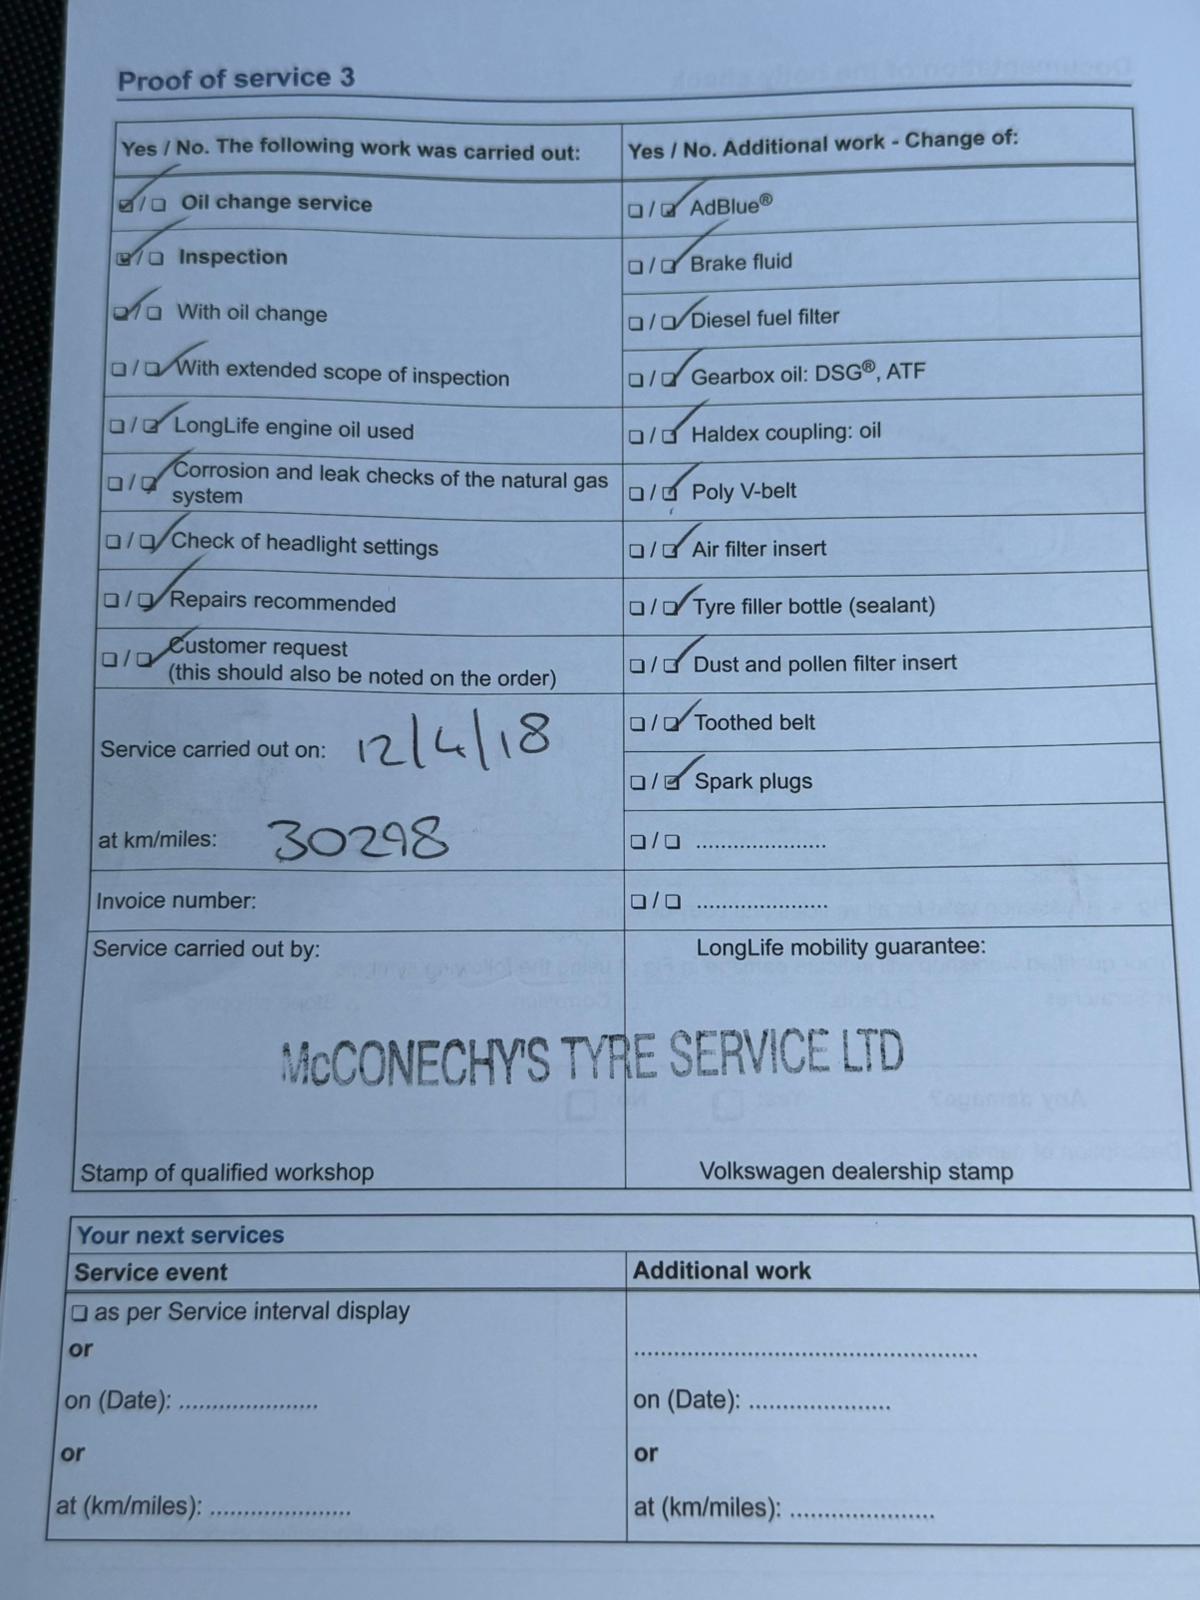 Proof of service 3
Yes / No. The following work was carried out:
☑ / ☐ Oil change service
☑ / ☐ Inspection
☑ / ☐ With oil change
☐ / ☑ With extended scope of inspection
☐ / ☑ LongLife engine oil used
☐ / ☑ Corrosion and leak checks of the natural gas
system
☐ / ☑ Check of headlight settings
☐ / ☑ Repairs recommended
☐ / ☑ Customer request
(this should also be noted on the order)
Service carried out on: 12/4/18
at km/miles: 30298
Invoice number:
Yes / No. Additional work - Change of:
☐ / ☑ AdBlue®
☐ / ☑ Brake fluid
☐ / ☑ Diesel fuel filter
☐ / ☑ Gearbox oil: DSG®, ATF
☐ / ☑ Haldex coupling: oil
☐ / ☑ Poly V-belt
☐ / ☑ Air filter insert
☐ / ☑ Tyre filler bottle (sealant)
☐ / ☑ Dust and pollen filter insert
☐ / ☑ Toothed belt
☐ / ☑ Spark plugs
☐ / ☐ ....................
☐ / ☐ ....................
Service carried out by:
LongLife mobility guarantee:
McCONECHY'S TYRE SERVICE LTD
Stamp of qualified workshop
Volkswagen dealership stamp
Your next services
Service event
☐ as per Service interval display
or
on (Date): .....................
or
at (km/miles): .....................
Additional work
....................................................
on (Date): .....................
or
at (km/miles): .....................